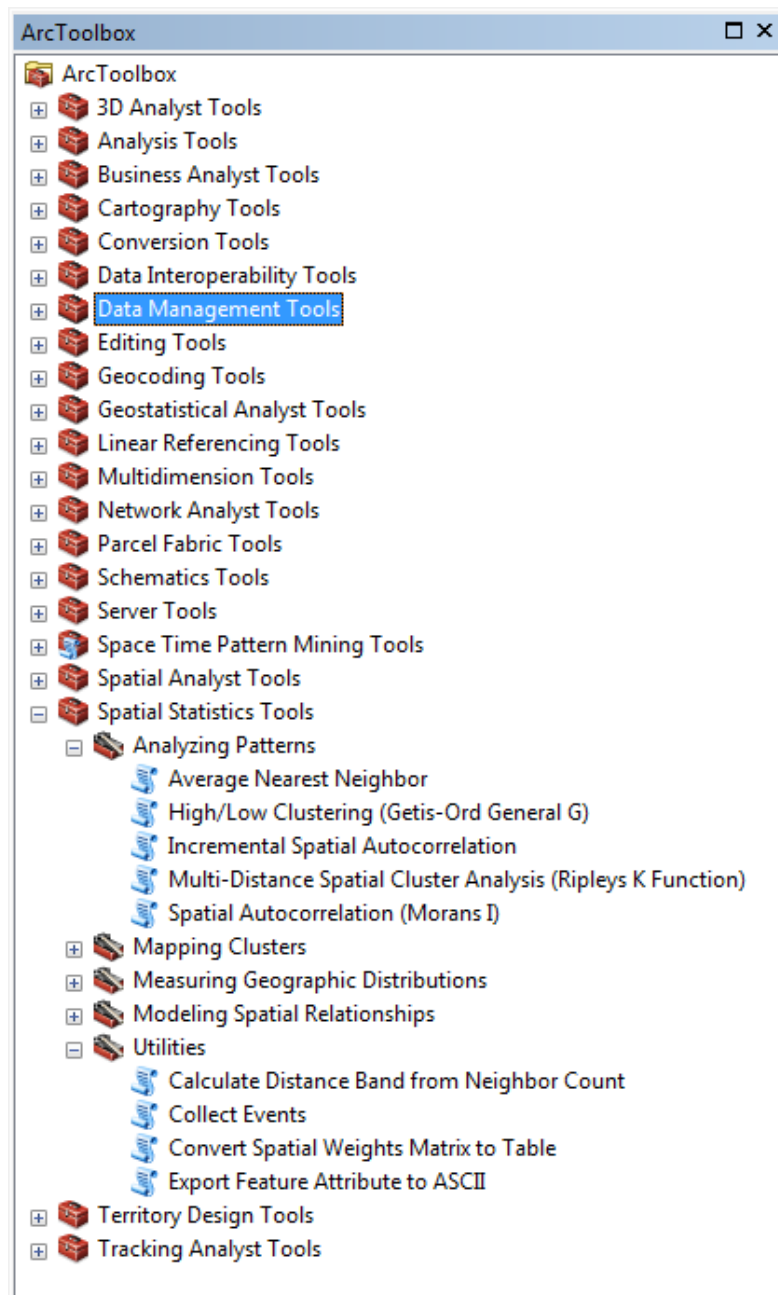 ArcToolbox
ArcToolbox
3D Analyst Tools
Analysis Tools
Business Analyst Tools
Cartography Tools
Conversion Tools
Data Interoperability Tools
Data Management Tools
Editing Tools
Geocoding Tools
Geostatistical Analyst Tools
Linear Referencing Tools
Multidimension Tools
Network Analyst Tools
Parcel Fabric Tools
Schematics Tools
Server Tools
Space Time Pattern Mining Tools
Spatial Analyst Tools
Spatial Statistics Tools
Analyzing Patterns
Average Nearest Neighbor
High/Low Clustering (Getis-Ord General G)
Incremental Spatial Autocorrelation
Multi-Distance Spatial Cluster Analysis (Ripleys K Function)
Spatial Autocorrelation (Morans I)
Mapping Clusters
Measuring Geographic Distributions
Modeling Spatial Relationships
Utilities
Calculate Distance Band from Neighbor Count
Collect Events
Convert Spatial Weights Matrix to Table
Export Feature Attribute to ASCII
Territory Design Tools
Tracking Analyst Tools